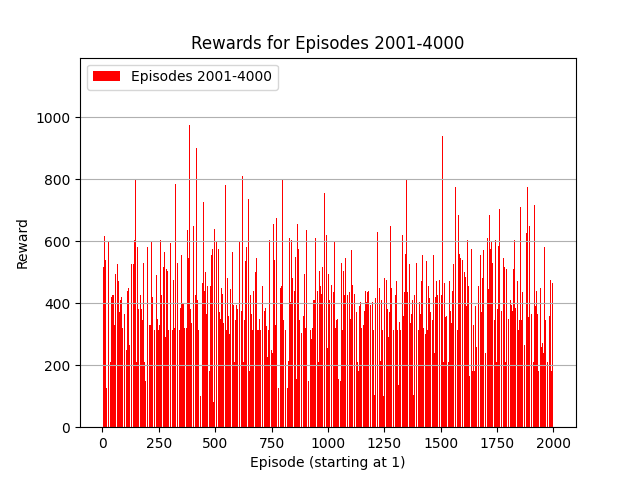 Rewards for Episodes 2001-4000
Episodes 2001-4000
1000
800
600
400
200
0
Reward
0 250 500 750 1000 1250 1500 1750 2000
Episode (starting at 1)